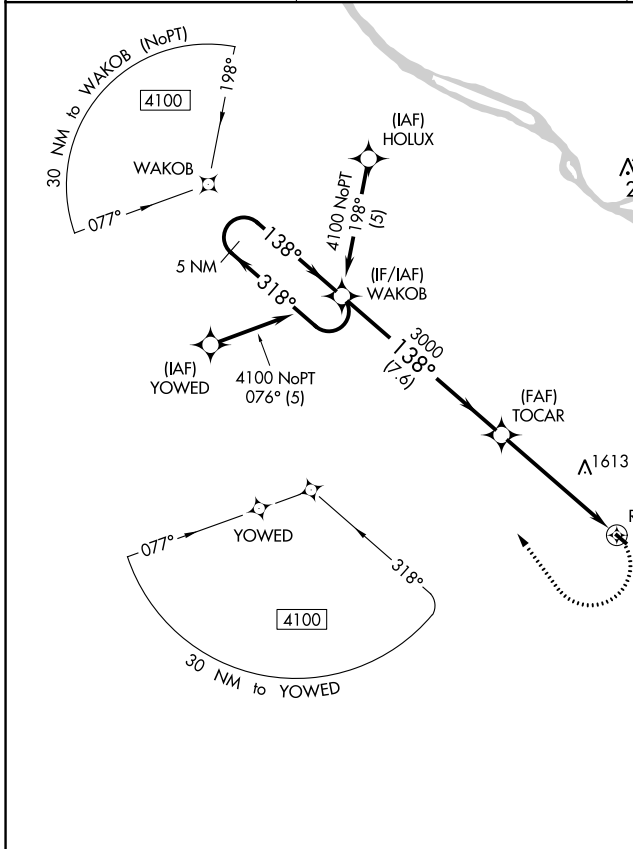 30 NM to WAKOB (NoPT)
4100
198°
WAKOB
077°
(IAF)
HOLUX
4100 NoPT
198°
(5)
5 NM
138°
318°
(IF/IAF)
WAKOB
(IAF)
YOWED
4100 NoPT
076° (5)
3000
138°
(7.6)
(FAF)
TOCAR
1613
R
2
077°
YOWED
318°
4100
30 NM to YOWED